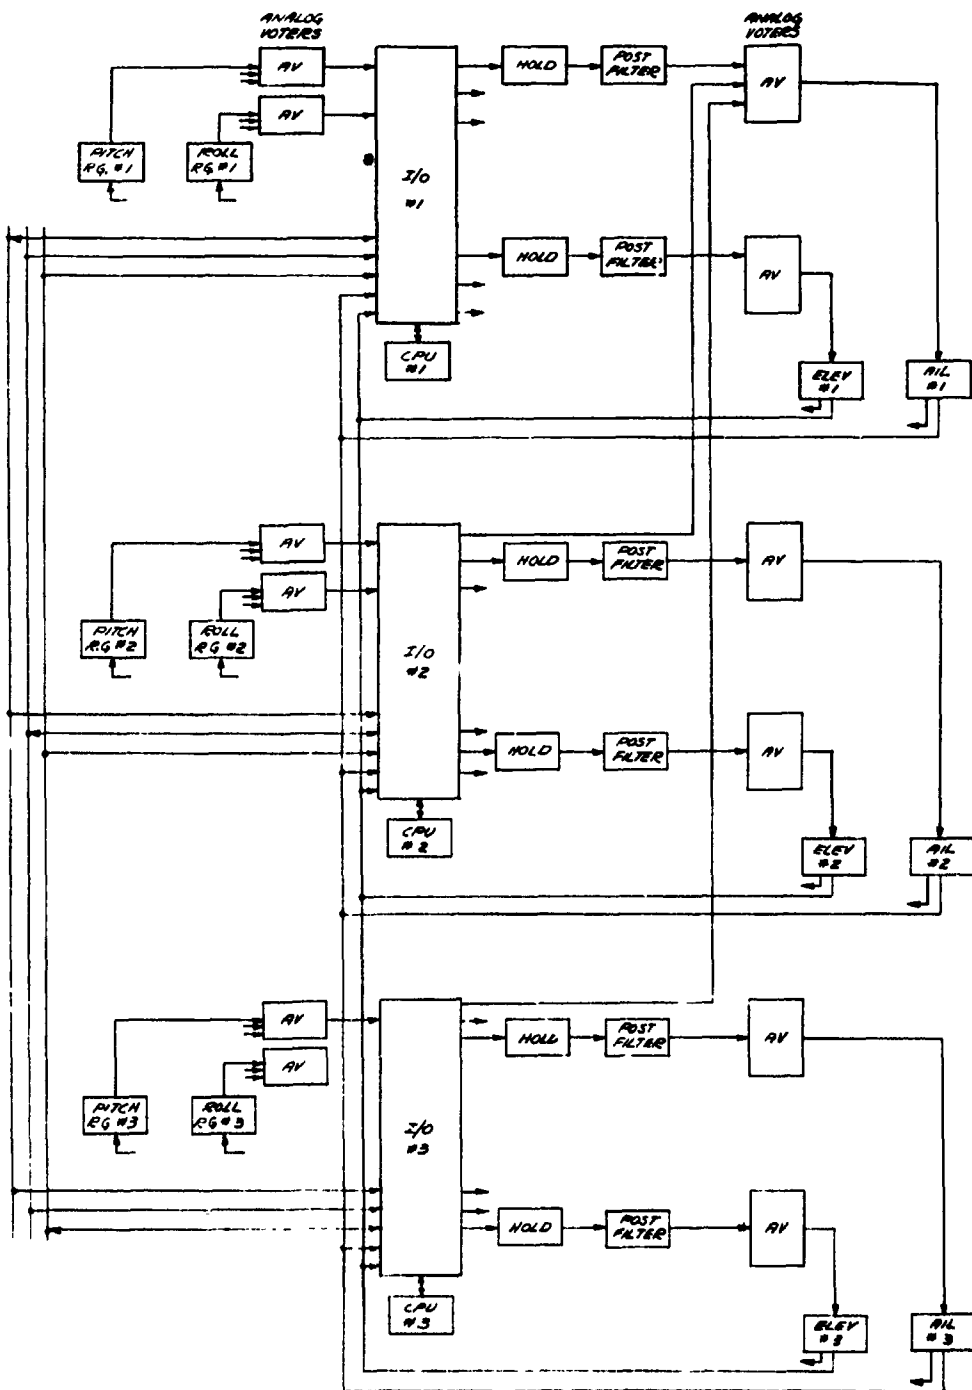 ANALOG
VOTERS
ANALOG
VOTERS
AV
HOLD
POST
FILTER
AV
AV
PITCH
RG. #1
ROLL
RG #1
I/O
#1
HOLD
POST
FILTER
AV
CPU
#1
ELEV
#1
AIL
#1
AV
HOLD
POST
FILTER
AV
AV
PITCH
RG #2
ROLL
RG #2
I/O
#2
HOLD
POST
FILTER
AV
CPU
#2
ELEV
#2
AIL
#2
AV
HOLD
POST
FILTER
AV
AV
PITCH
RG #3
ROLL
RG #3
I/O
#3
HOLD
POST
FILTER
AV
CPU
#3
ELEV
#3
AIL
#3